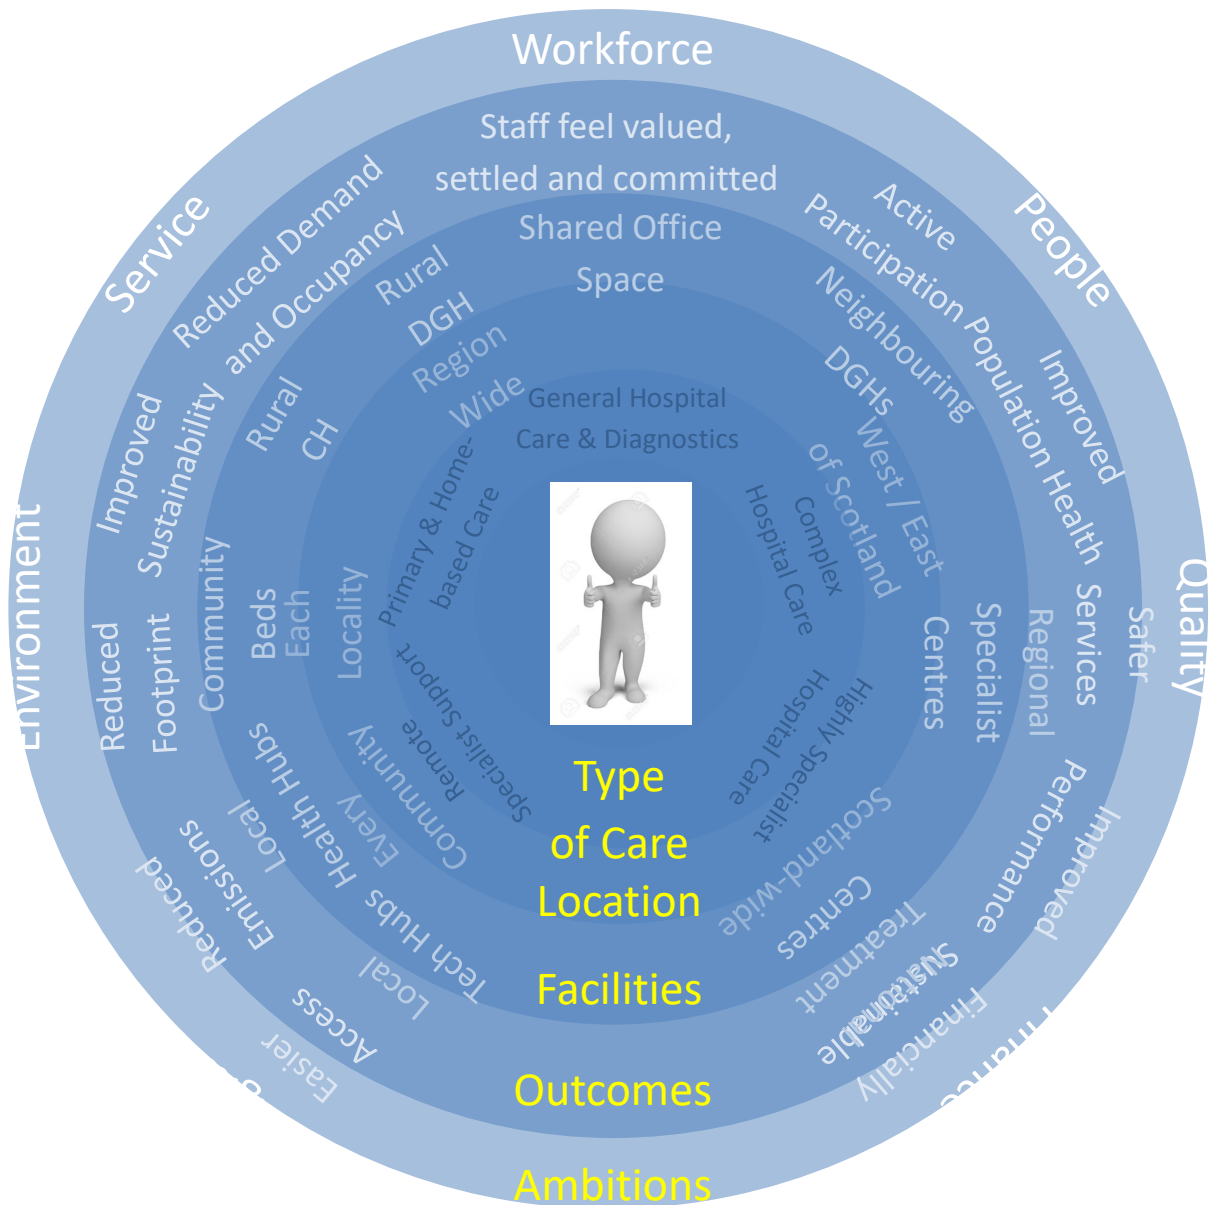 Workforce
People
Quality
Environment
Service
Staff feel valued,
settled and committed
Active
Participation
Improved
Population Health
Safer
Services
Improved
Performance
Financially
Sustainable
Easier
Access
Reduced
Emissions
Reduced
Footprint
Improved
Sustainability
Reduced Demand
and Occupancy
Shared Office
Space
Neighbouring
DGHs
Regional
Specialist
Centres
Treatment
Centres
Local
Tech Hubs
Local
Health Hubs
Community
Beds
Rural
CH
Rural
DGH
Region
Wide
West / East
of Scotland
Scotland-wide
Every
Community
Each
Locality
General Hospital
Care & Diagnostics
Complex
Hospital Care
Highly Specialist
Hospital Care
Remote
Specialist Support
Primary & Home-
based Care
Type
of Care
Location
Facilities
Outcomes
Ambitions